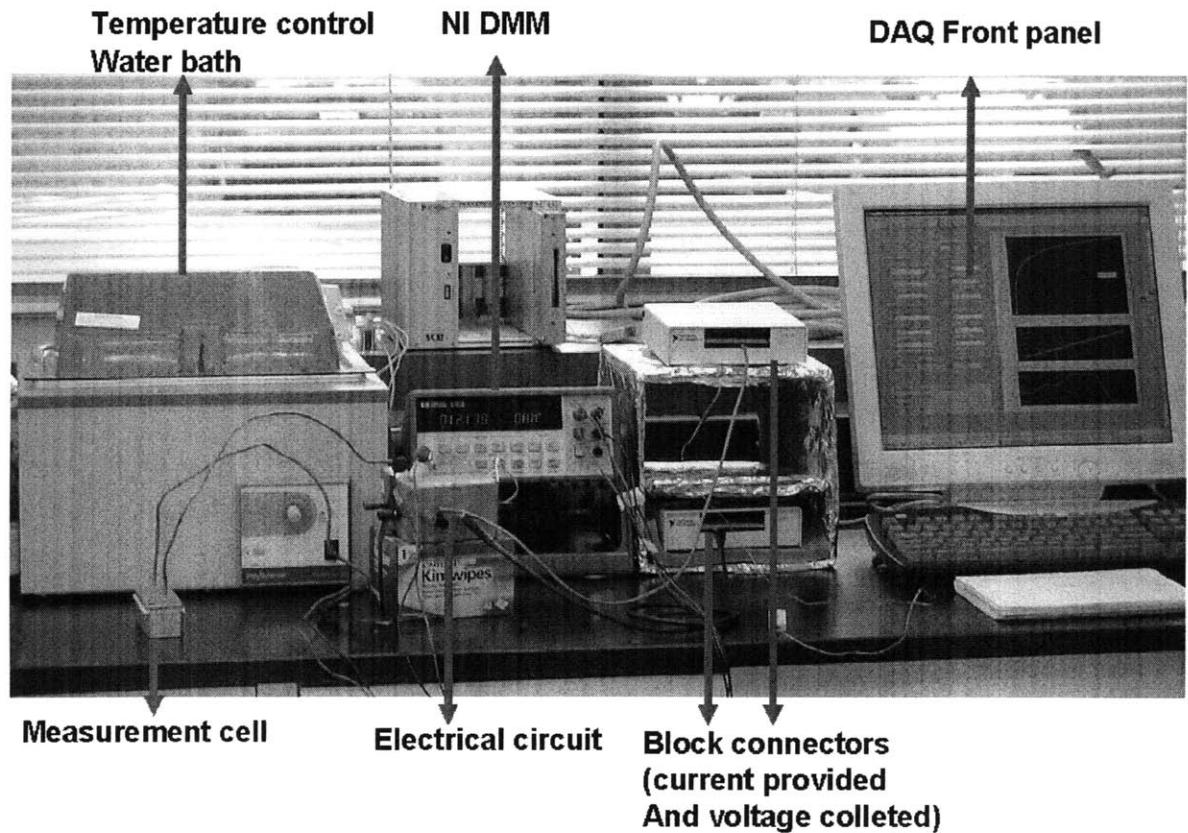 Temperature control
Water bath
NI DMM
DAQ Front panel
Kimwipes
Measurement cell
Electrical circuit
Block connectors
(current provided
And voltage colleted)